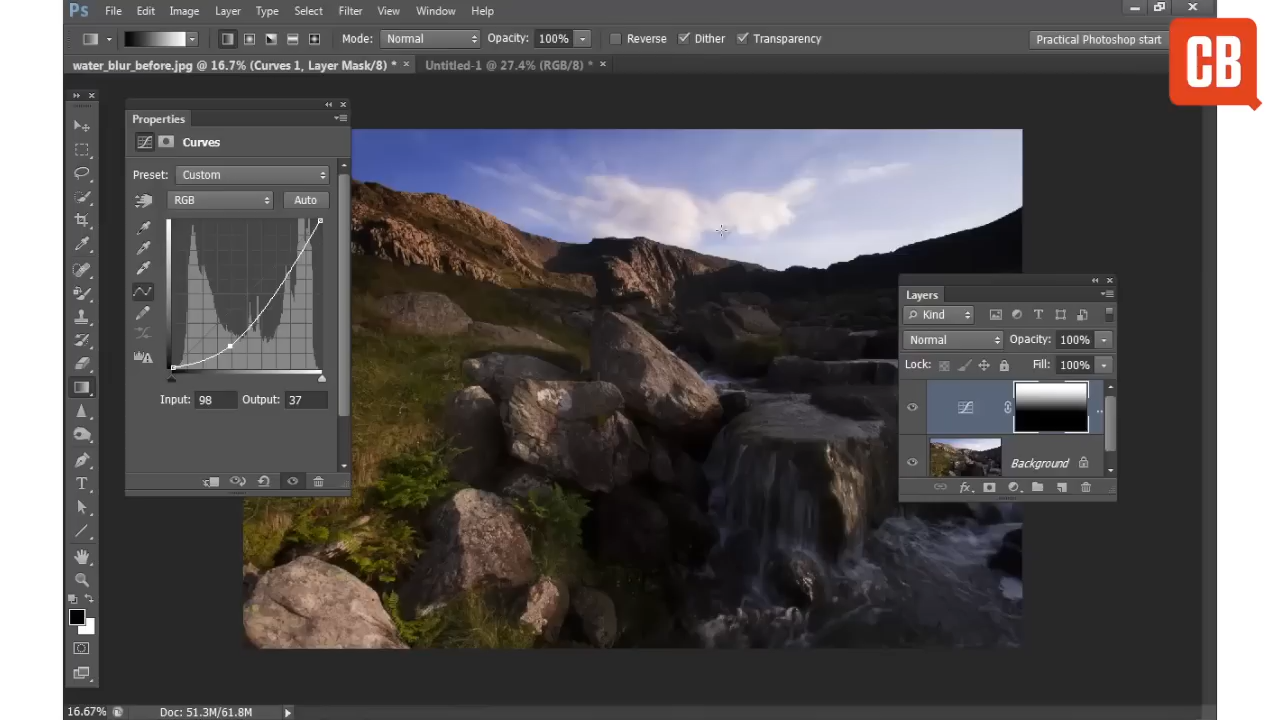 Ps File Edit Image Layer Type Select Filter View Window Help
Mode: Normal Opacity: 100% Reverse Dither Transparency Practical Photoshop start
CB
water_blur_before.jpg @ 16.7% (Curves 1, Layer Mask/8) * × Untitled-1 @ 27.4% (RGB/8) * ×
Properties
Curves
Preset: Custom
RGB Auto
Input: 98 Output: 37
Layers
Kind
Normal Opacity: 100%
Lock: Fill: 100%
Background
16.67% Doc: 51.3M/61.8M